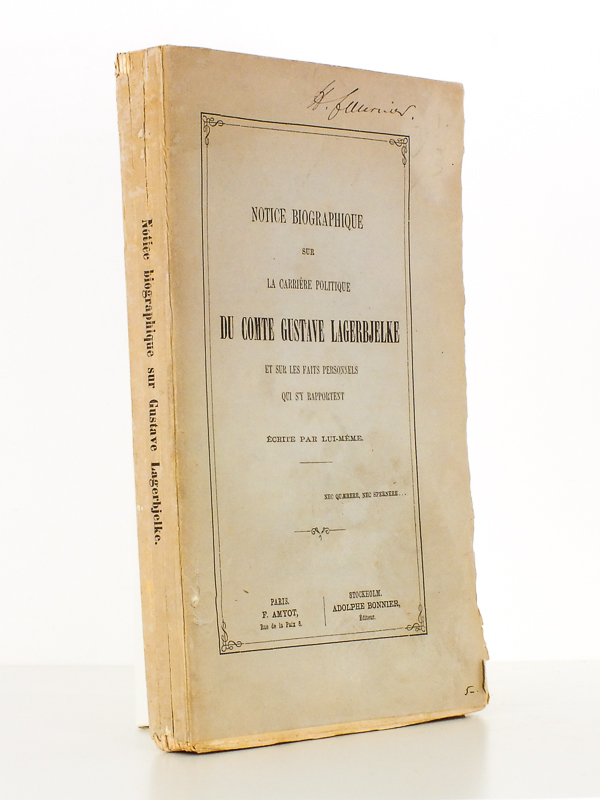 NOTICE BIOGRAPHIQUE
SUR
LA CARRIÈRE POLITIQUE
DU COMTE GUSTAVE LAGERBJELKE
ET SUR LES FAITS PERSONNELS
QUI S'Y RAPPORTENT
ÉCRITE PAR LUI-MÊME.
NEC QUÆRERE, NEC SPERNERE...
PARIS.
F. AMYOT,
Rue de la Paix 6.
STOCKHOLM.
ADOLPHE BONNIER,
Éditeur.
5-.
Notice biographique sur Gustave Lagerbjelke.